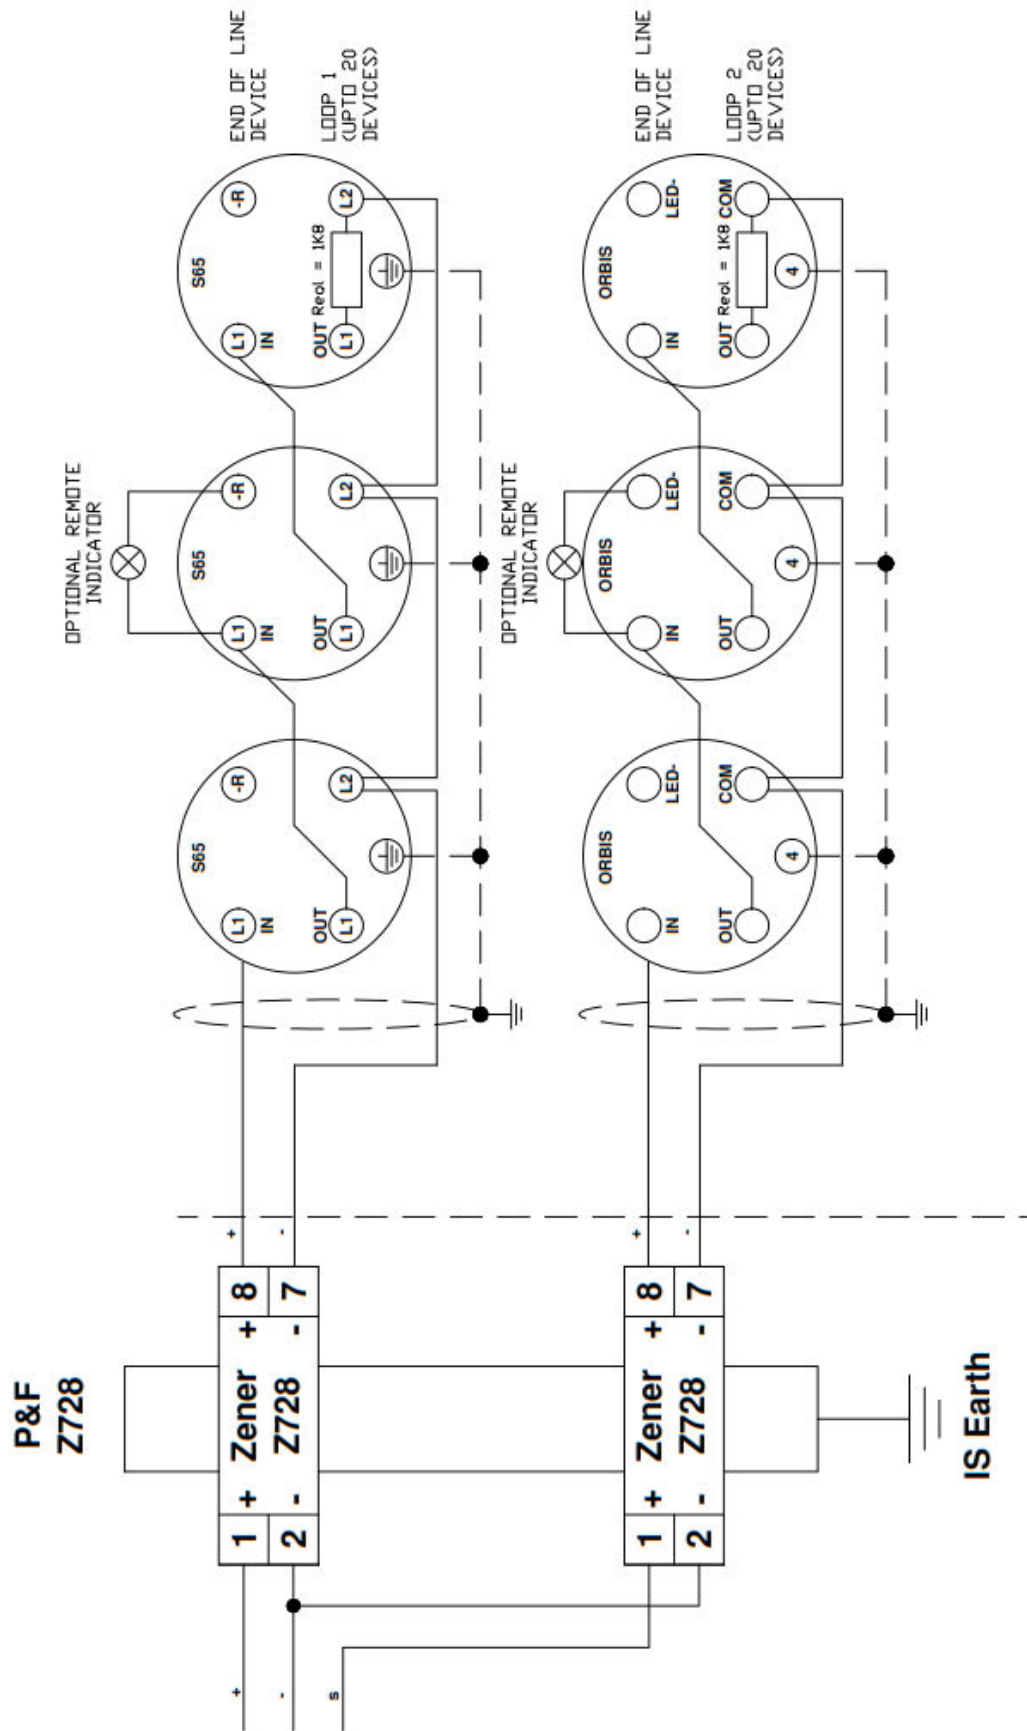 P&F
Z728
+
-
s
1 + Zener + 8
2 - Z728 - 7
+
-
S65
L1 -R
IN
OUT
L1 L2
OPTIONAL REMOTE
INDICATOR
S65
L1 -R
IN
OUT
L1 L2
S65
L1 -R
IN
OUT Reol = 1K8
L1 L2
END OF LINE
DEVICE
LOOP 1
(UPTO 20
DEVICES)
1 + Zener + 8
2 - Z728 - 7
+
-
ORBIS
IN LED-
OUT COM
4
OPTIONAL REMOTE
INDICATOR
ORBIS
IN LED-
OUT COM
4
ORBIS
IN LED-
OUT Reol = 1K8 COM
4
END OF LINE
DEVICE
LOOP 2
(UPTO 20
DEVICES)
IS Earth